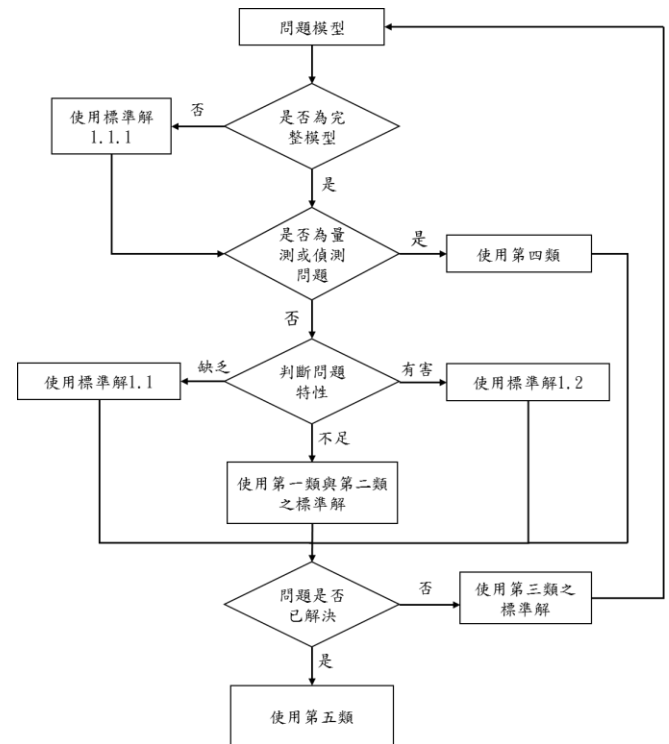 問題模型
是否為完
整模型
否
使用標準解
1.1.1
是
是否為量
測或偵測
問題
是
使用第四類
否
判斷問題
特性
缺乏
使用標準解1.1
有害
使用標準解1.2
不足
使用第一類與第二類
之標準解
問題是否
已解決
否
使用第三類之
標準解
是
使用第五類